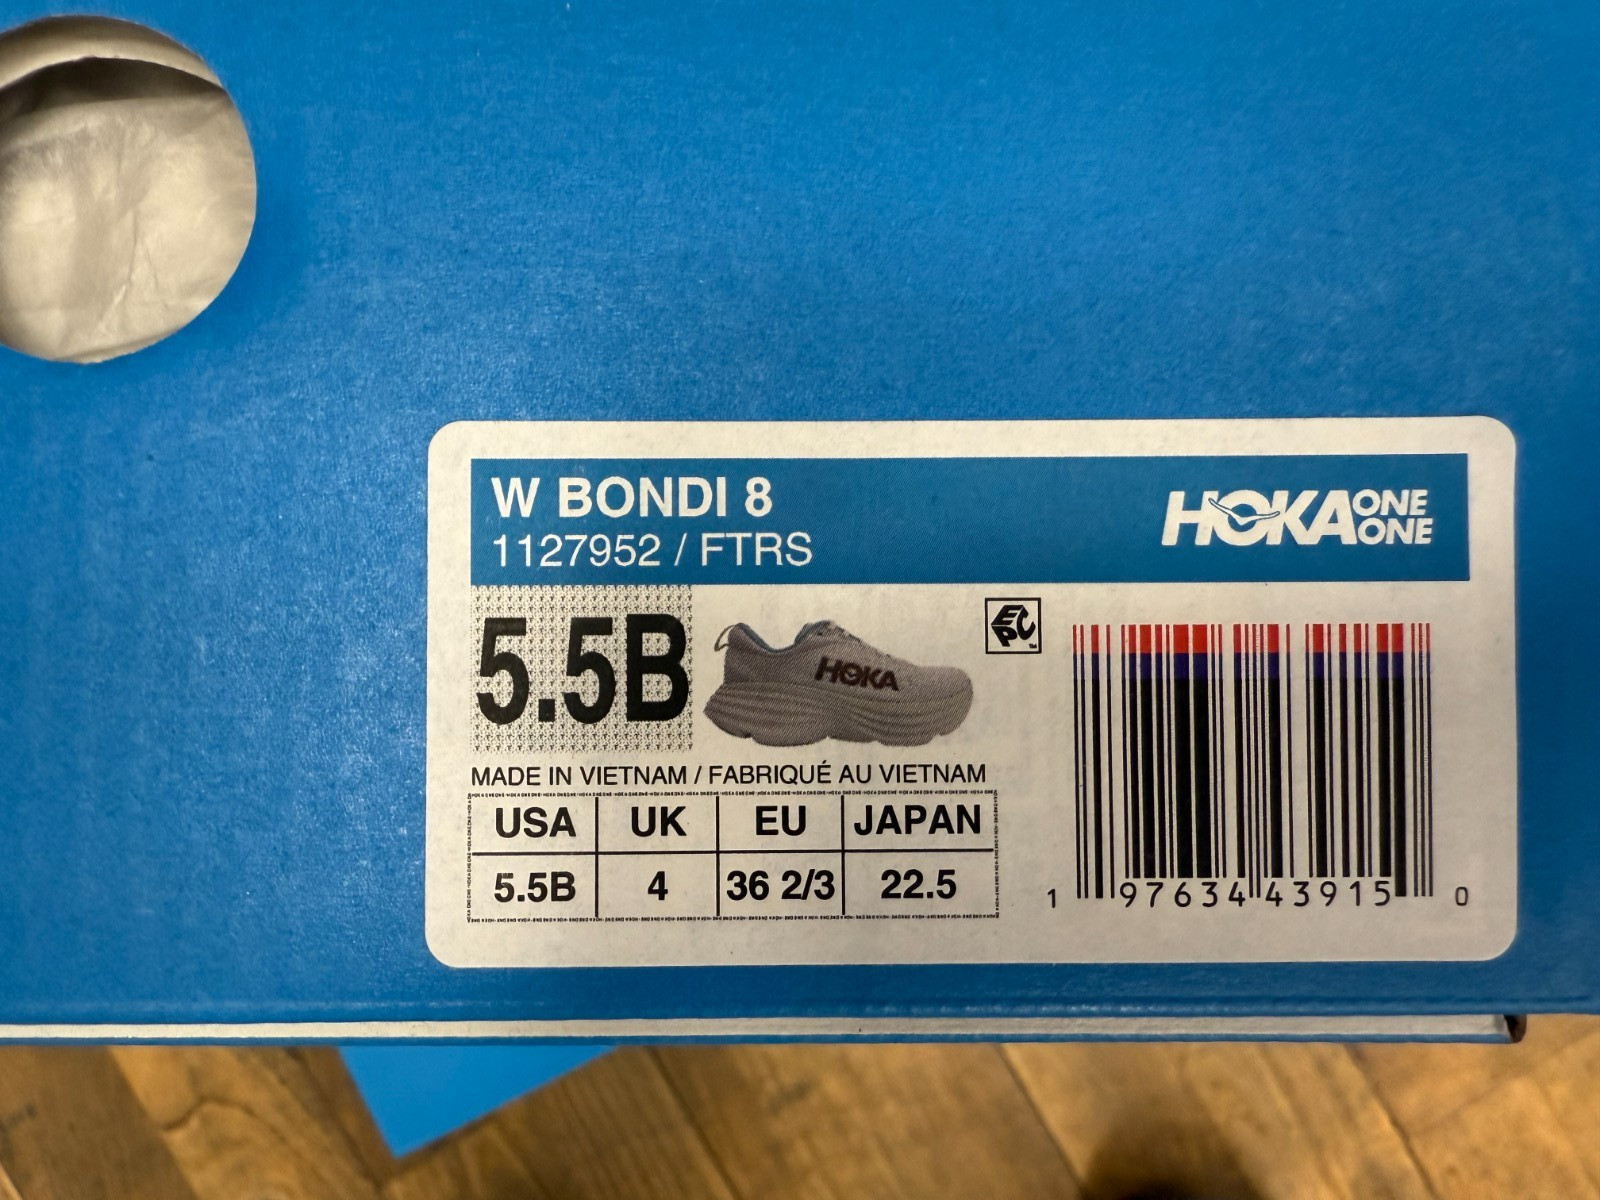 W BONDI 8
1127952 / FTRS
HOKA ONE ONE
5.5B
HOKA
EPC
MADE IN VIETNAM / FABRIQUÉ AU VIETNAM
USA UK EU JAPAN
5.5B 4 36 2/3 22.5
1 97634 43915 0